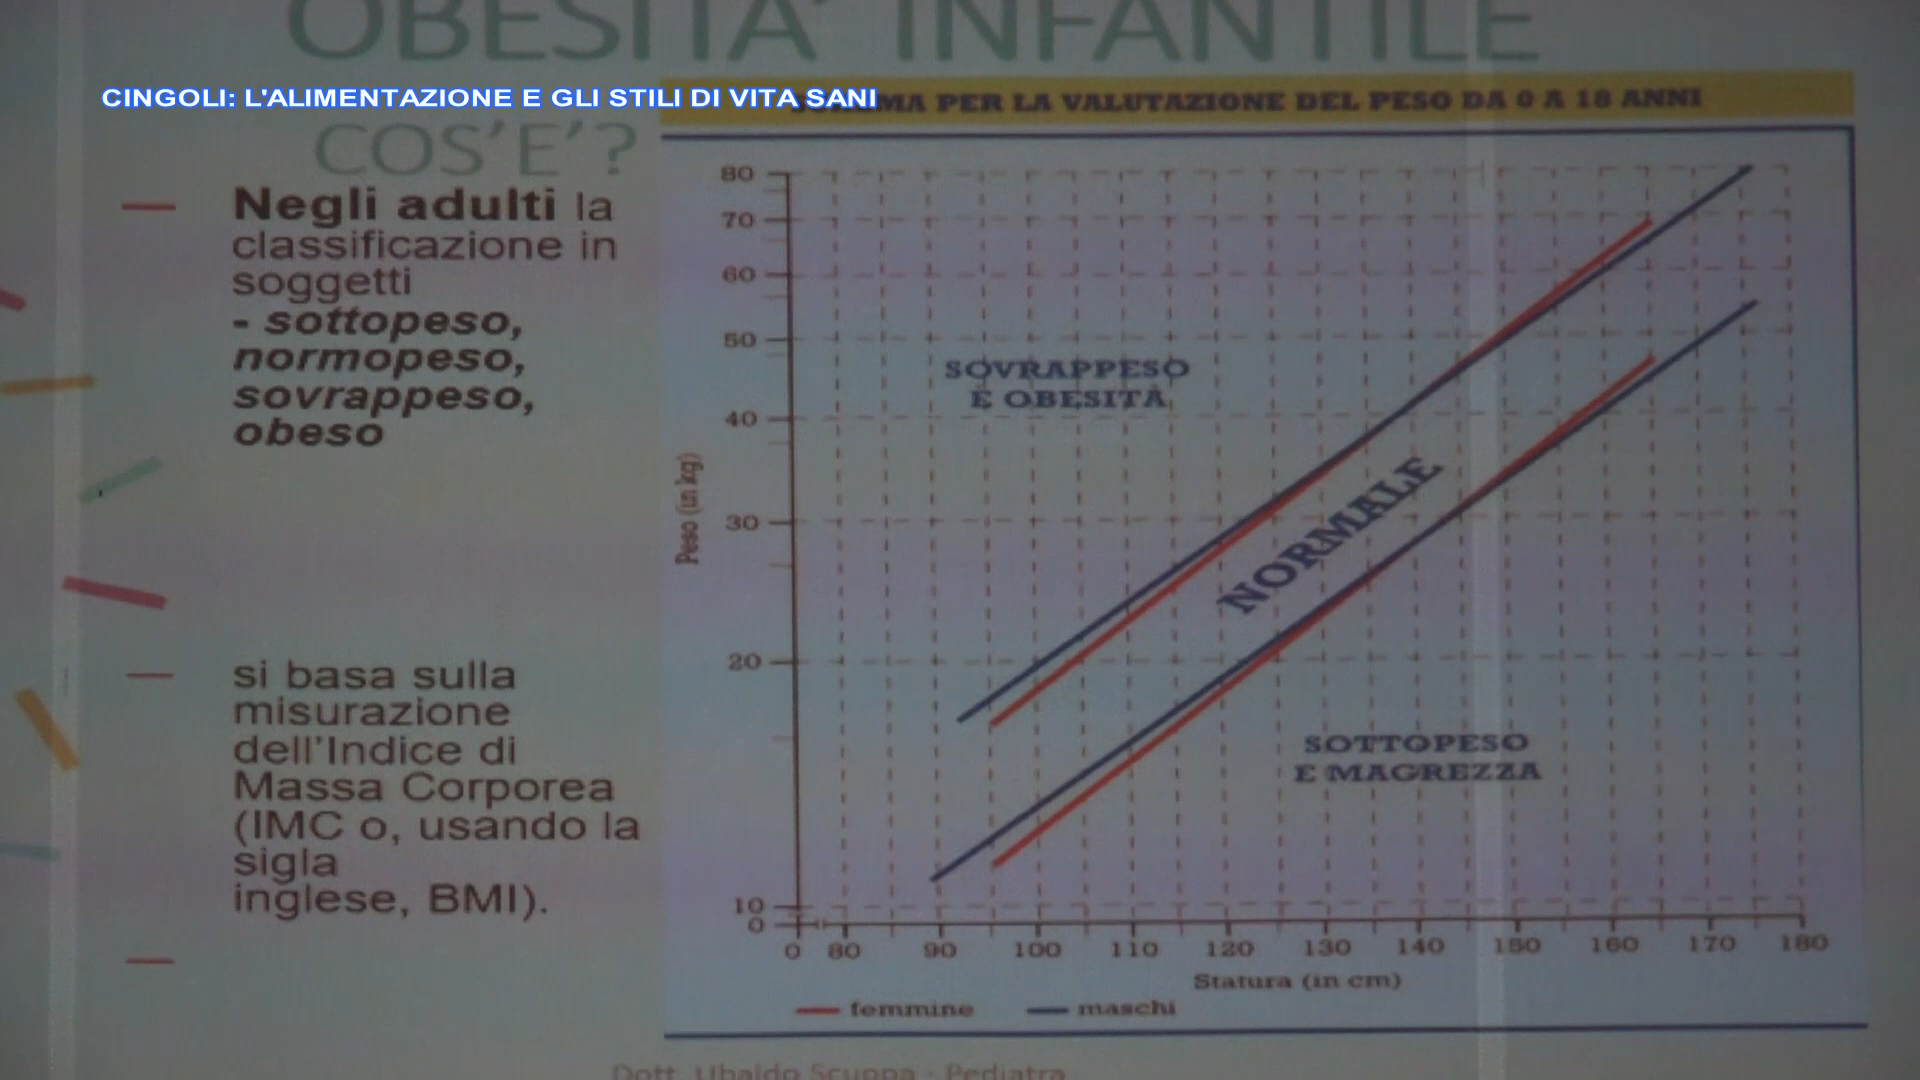 OBESITA' INFANTILE
CINGOLI: L'ALIMENTAZIONE E GLI STILI DI VITA SANI
PER LA VALUTAZIONE DEL PESO DA 0 A 18 ANNI
COS'E'?
Negli adulti la
classificazione in
soggetti
- sottopeso,
normopeso,
sovrappeso,
obeso
si basa sulla
misurazione
dell'Indice di
Massa Corporea
(IMC o, usando la
sigla
inglese, BMI).
Peso (in kg)
80
70
60
50
40
30
20
10
0
SOVRAPPESO
E OBESITÀ
NORMALE
SOTTOPESO
E MAGREZZA
0 80 90 100 110 120 130 140 150 160 170 180
Statura (in cm)
femmine maschi
Dott. Ubaldo Scuppa - Pediatra